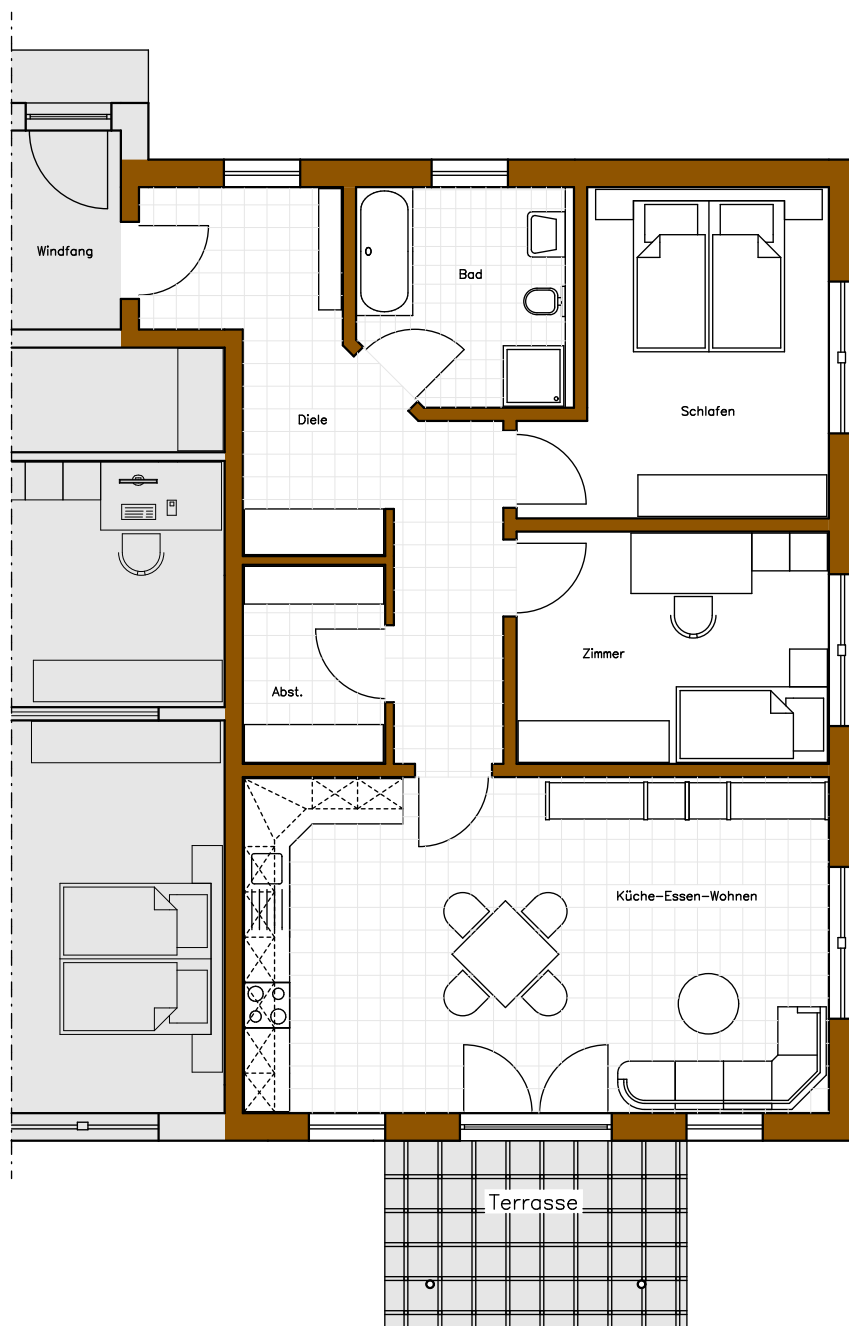 Windfang
Bad
Diele
Schlafen
Zimmer
Abst.
Küche-Essen-Wohnen
Terrasse